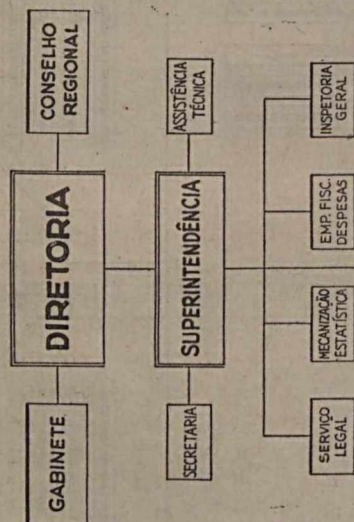 GABINETE
DIRETORIA
CONSELHO
REGIONAL
SECRETARIA
SUPERINTENDÊNCIA
ASSISTÊNCIA
TÉCNICA
SERVIÇO
LEGAL
MECANIZAÇÃO
ESTATÍSTICA
EMP. FISC.
DESPESAS
INSPETORIA
GERAL